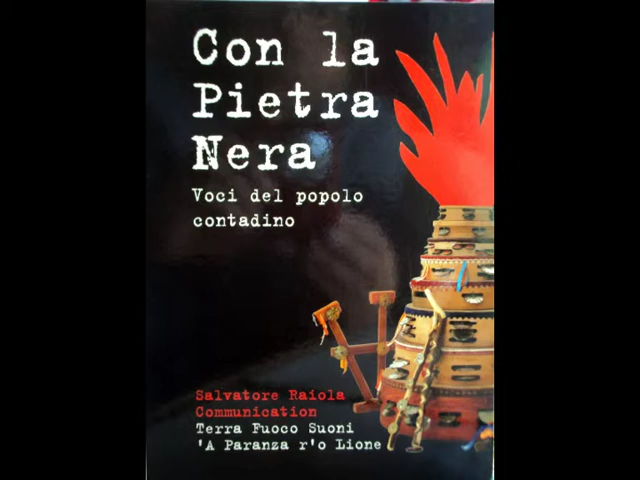 Con la
Pietra
Nera
Voci del popolo
contadino
Salvatore Raiola
Communication
Terra Fuoco Suoni
'A Paranza r'o Lione